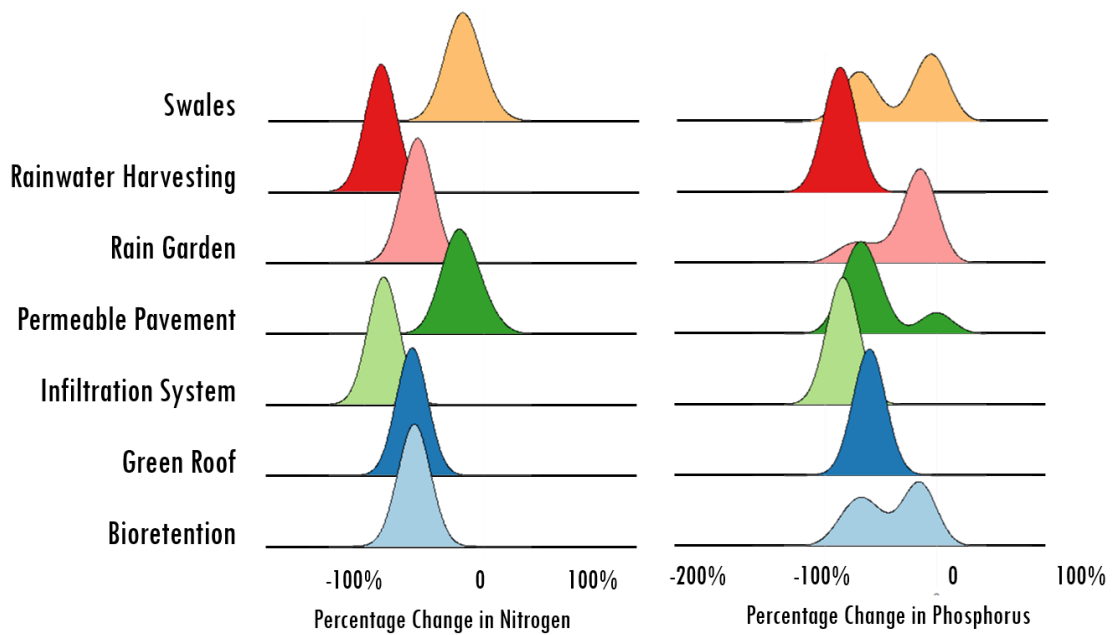 Swales
Rainwater Harvesting
Rain Garden
Permeable Pavement
Infiltration System
Green Roof
Bioretention
-100% 0 100%
Percentage Change in Nitrogen
-200% -100% 0 100%
Percentage Change in Phosphorus